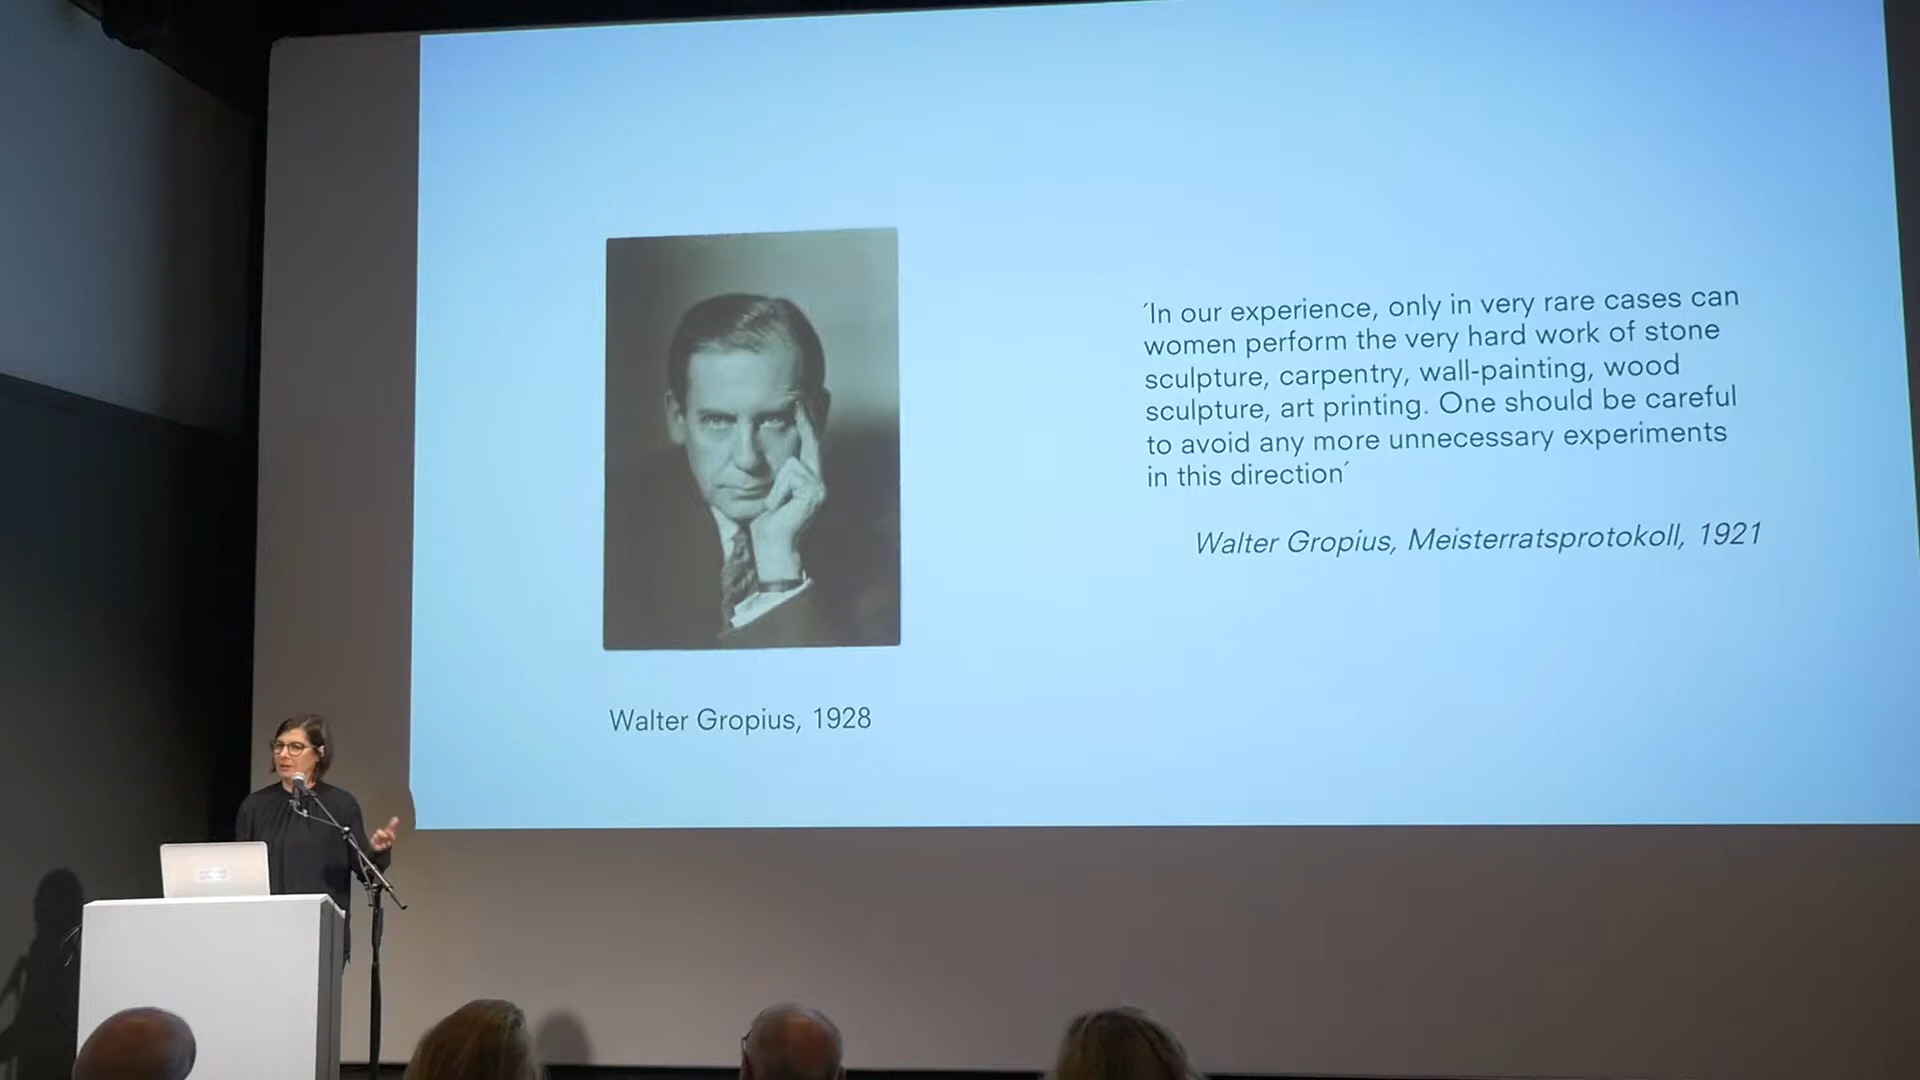 ´In our experience, only in very rare cases can
women perform the very hard work of stone
sculpture, carpentry, wall-painting, wood
sculpture, art printing. One should be careful
to avoid any more unnecessary experiments
in this direction´
Walter Gropius, Meisterratsprotokoll, 1921
Walter Gropius, 1928